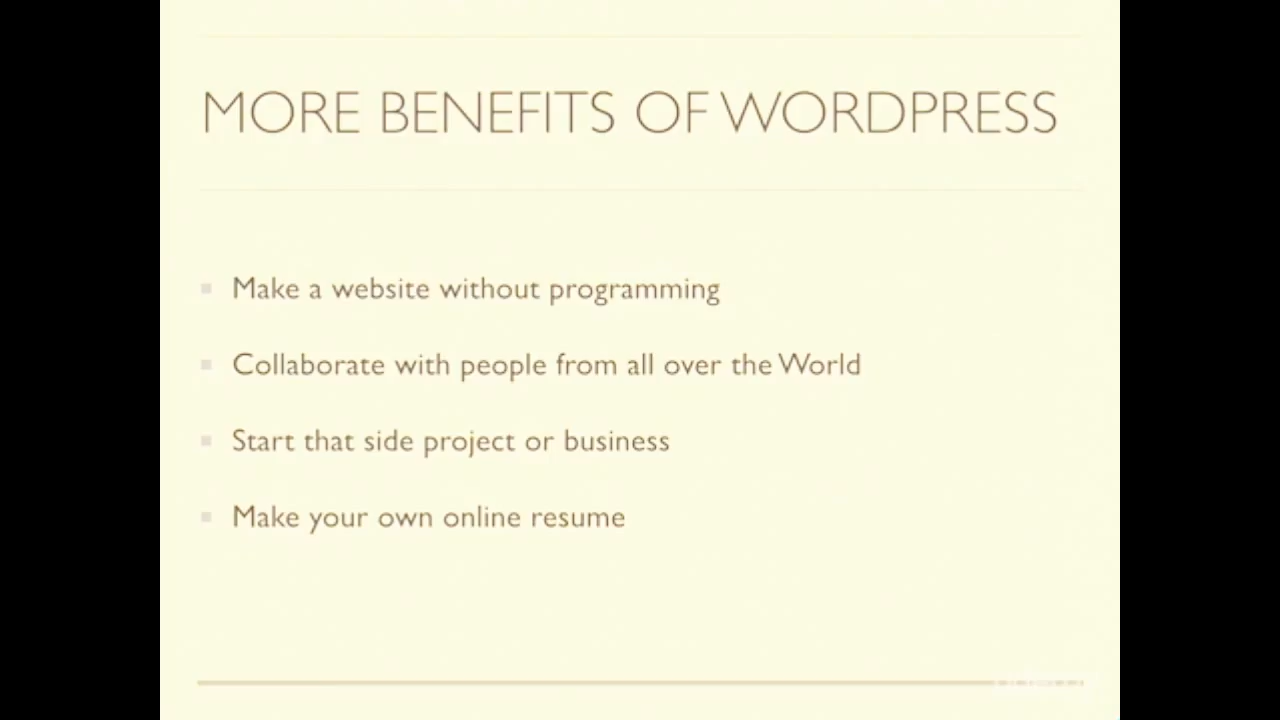 MORE BENEFITS OF WORDPRESS
Make a website without programming
Collaborate with people from all over the World
Start that side project or business
Make your own online resume